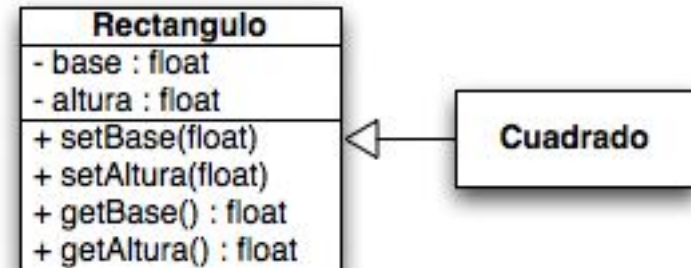 Rectangulo
- base : float
- altura : float
+ setBase(float)
+ setAltura(float)
+ getBase() : float
+ getAltura() : float
Cuadrado